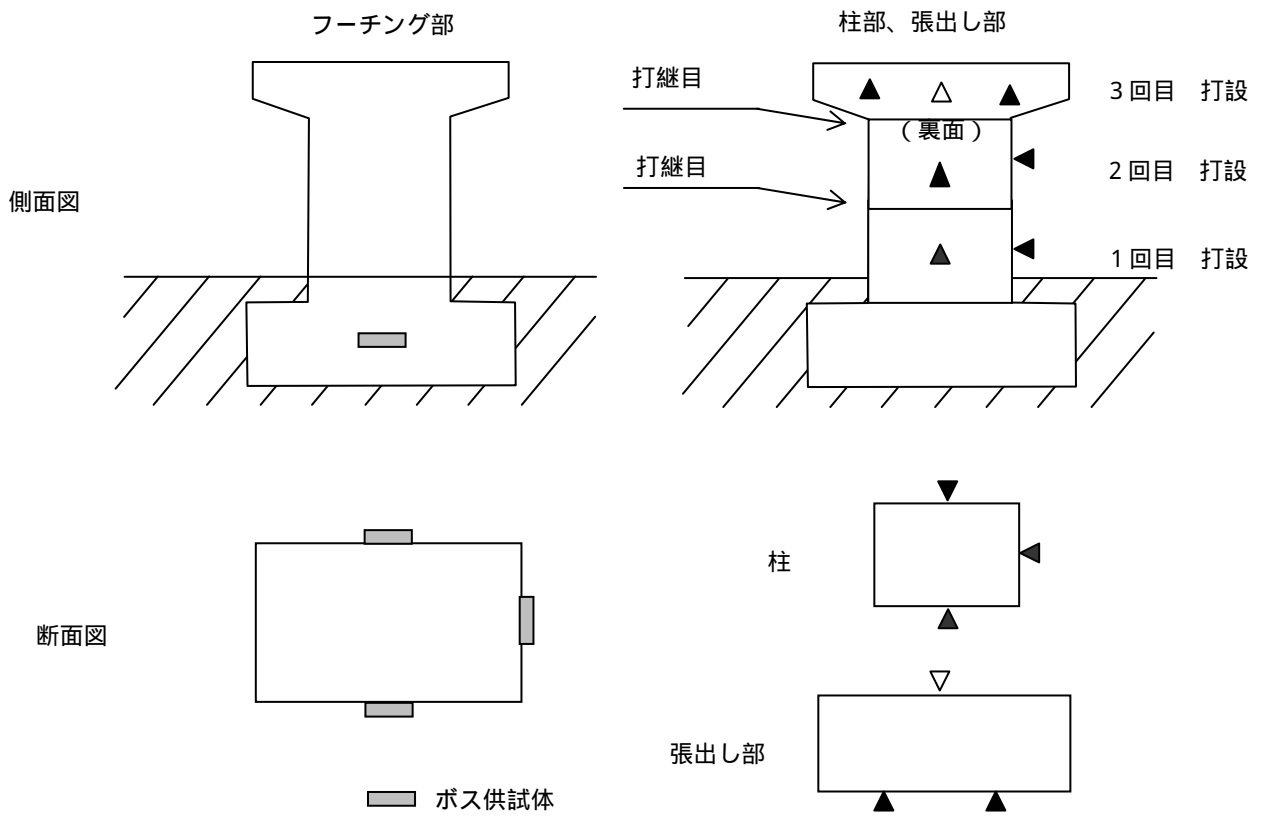 フーチング部
柱部、張出し部
打継目
3回目 打設
(裏面)
打継目
2回目 打設
側面図
1回目 打設
柱
断面図
張出し部
ボス供試体